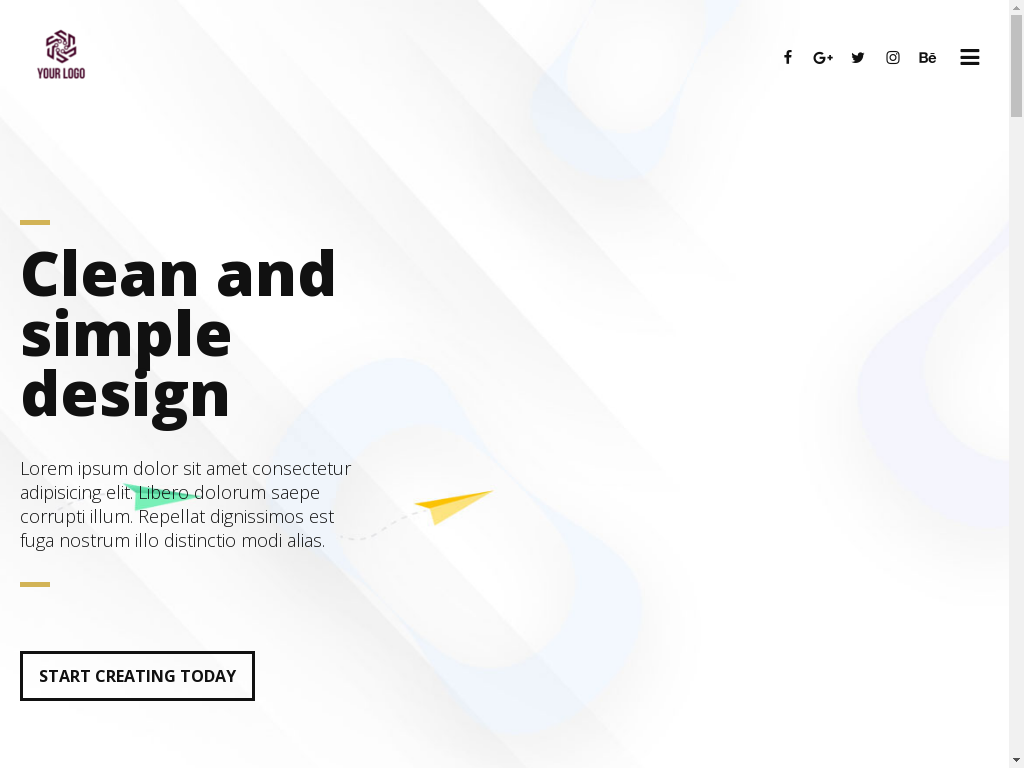 YOUR LOGO
Bē
Clean and
simple
design
Lorem ipsum dolor sit amet consectetur
adipisicing elit. Libero dolorum saepe
corrupti illum. Repellat dignissimos est
fuga nostrum illo distinctio modi alias.
START CREATING TODAY